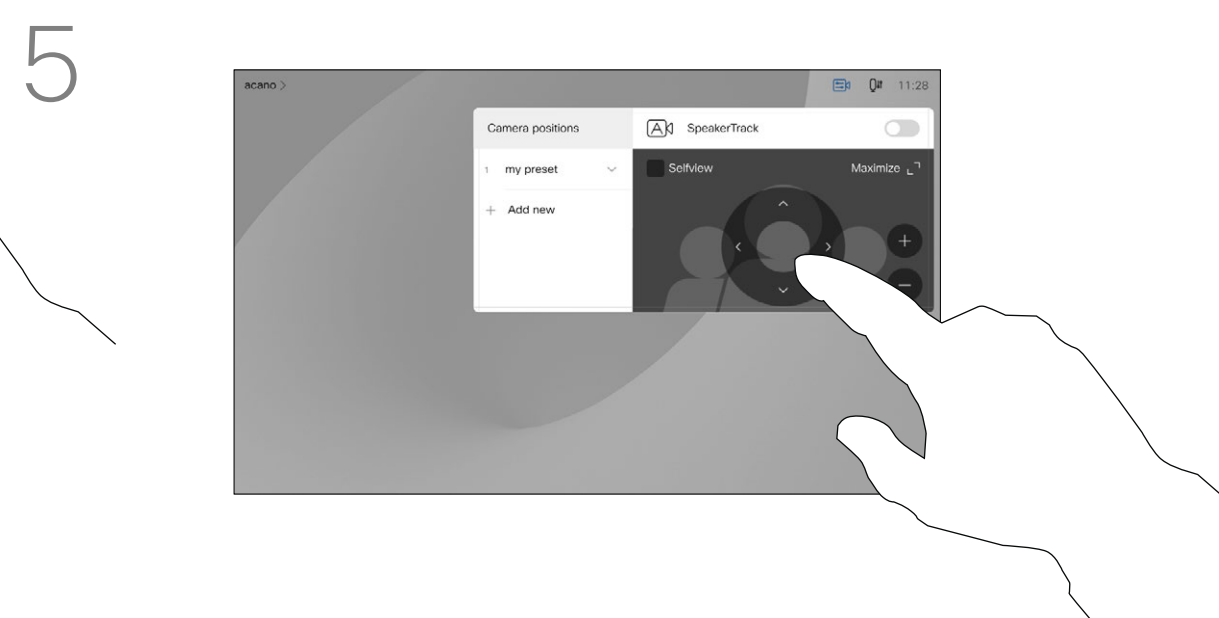 5
acano >
11:28
Camera positions
SpeakerTrack
1 my preset
Selfview
Maximize
+ Add new